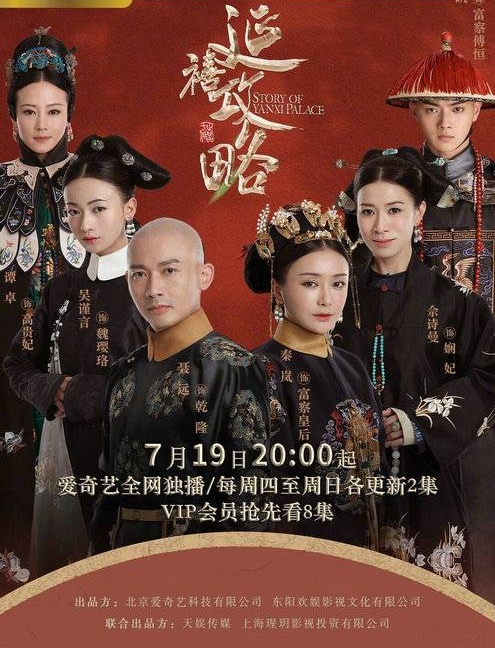 延禧攻略
STORY OF
YANXI PALACE
饰
富察傅恒
谭卓
饰
高贵妃
吴谨言
饰
魏璎珞
聂远
饰
乾隆
秦岚
饰
富察皇后
佘诗曼
饰
娴妃
7月19日20:00起
爱奇艺全网独播/每周四至周日各更新2集
VIP会员抢先看8集
出品方：北京爱奇艺科技有限公司 东阳欢娱影视文化有限公司
联合出品方：天娱传媒 上海瑆玥影视投资有限公司